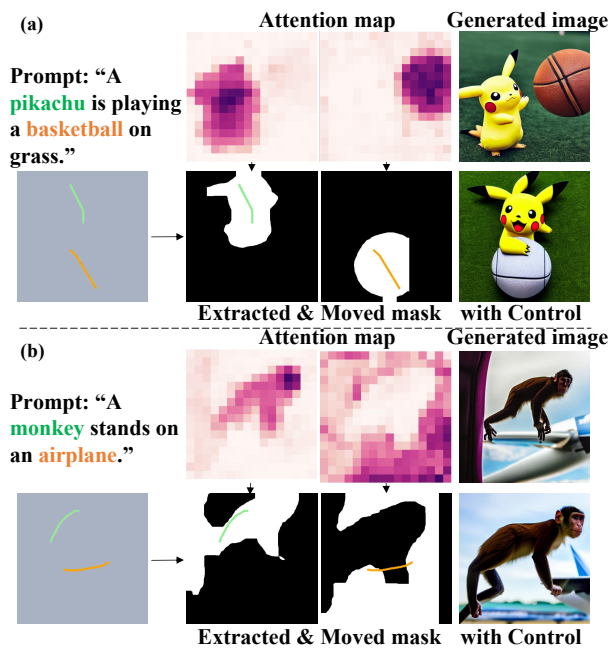 (a)
Attention map
Generated image
Prompt: “A
pikachu is playing
a basketball on
grass.”
Extracted & Moved mask
with Control
(b)
Attention map
Generated image
Prompt: “A
monkey stands on
an airplane.”
Extracted & Moved mask
with Control